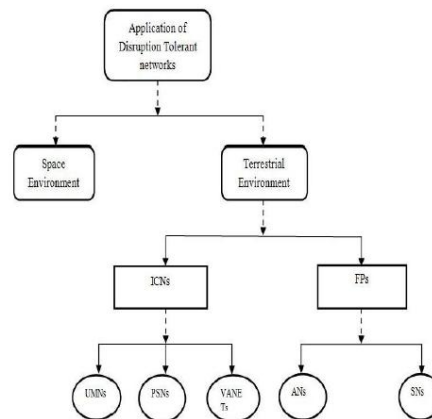 Application of
Disruption Tolerant
networks
Space
Environment
Terrestrial
Environment
ICNs
FPs
UMNs
PSNs
VANE
Ts
ANs
SNs